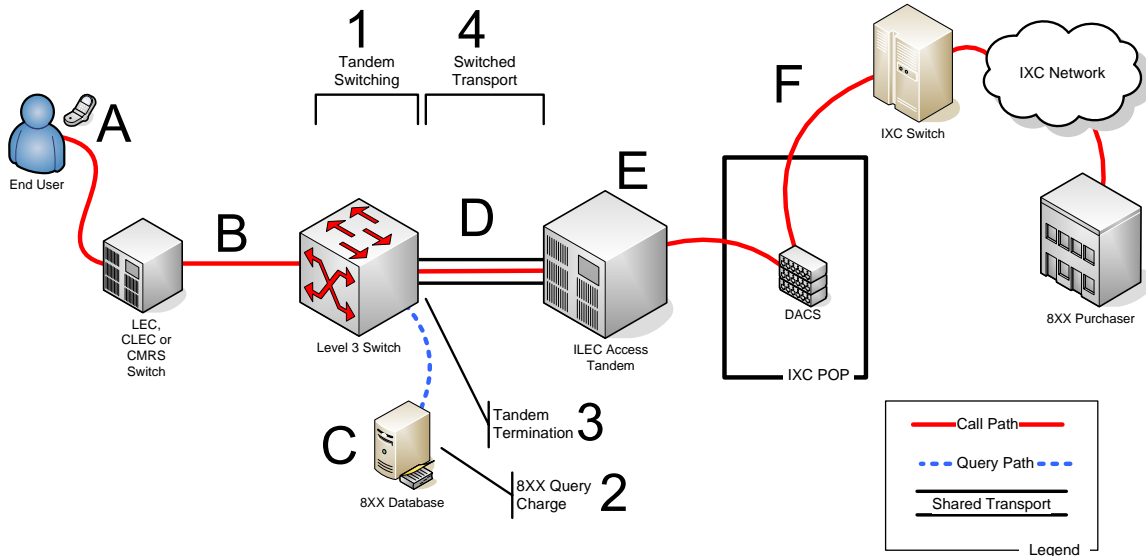 1
Tandem
Switching
4
Switched
Transport
A
End User
B
LEC,
CLEC or
CMRS
Switch
Level 3 Switch
D
E
ILEC Access
Tandem
F
IXC Switch
IXC Network
8XX Purchaser
DACS
IXC POP
C
8XX Database
Tandem
Termination
3
8XX Query
Charge
2
Call Path
Query Path
Shared Transport
Legend